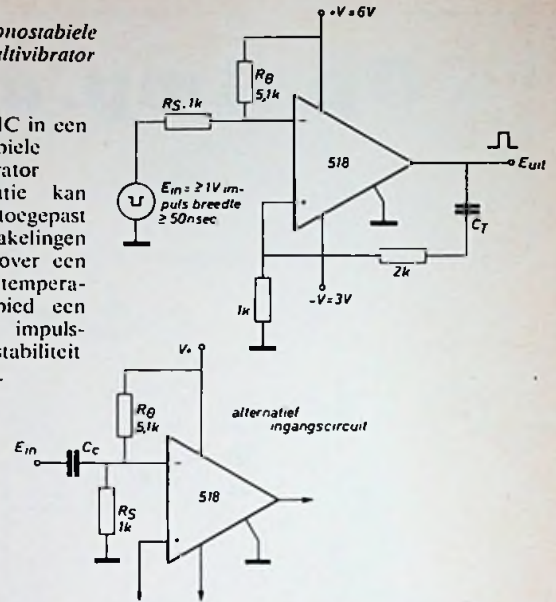 onostabiele
ultivibrator
IC in een
biele
rator
atie kan
toegepast
akelingen
over een
tempera-
bied een
impuls-
stabiliteit
+V=6V
RB
5,1k
RS.1k
−
518
+
Ein = ≥1V im-
puls breedte
≥ 50nsec
Euit
CT
2k
1k
−V=3V
V+
RB
5,1k
alternatief
ingangscircuit
Ein
CC
−
518
RS
1k
+